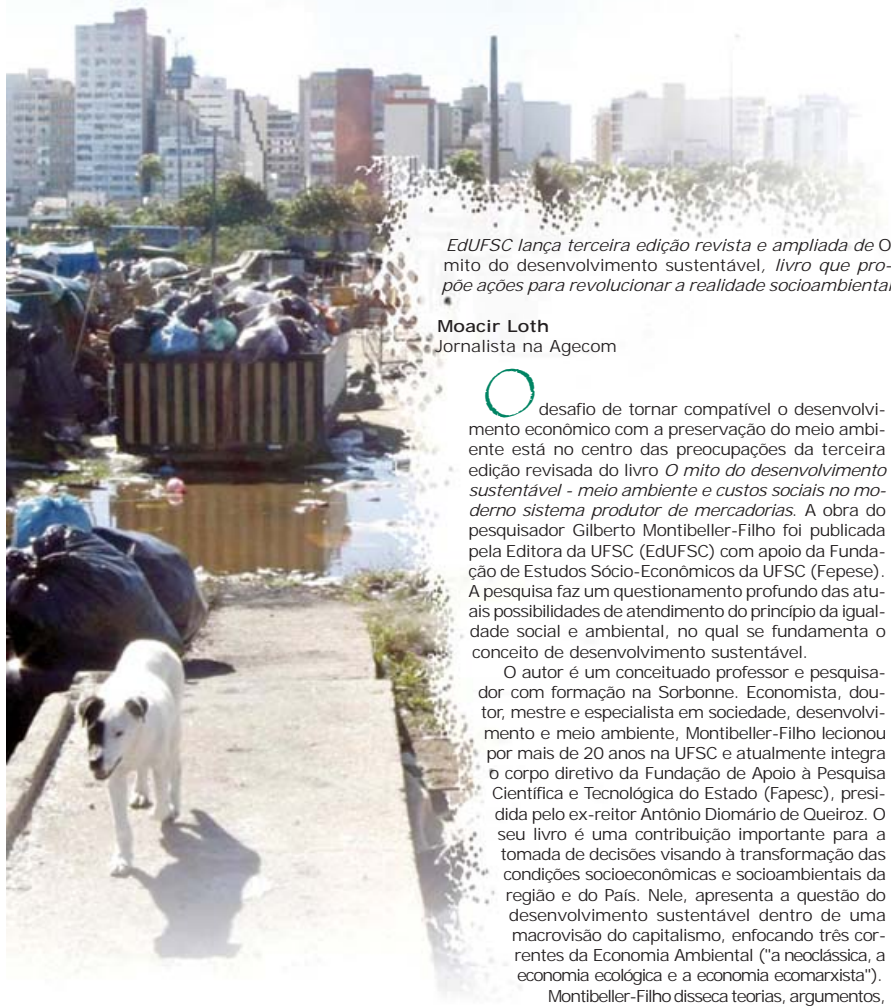 EdUFSC lança terceira edição revista e ampliada de O
mito do desenvolvimento sustentável, livro que pro-
põe ações para revolucionar a realidade socioambiental
Moacir Loth
Jornalista na Agecom
O desafio de tornar compatível o desenvolvi-
mento econômico com a preservação do meio ambi-
ente está no centro das preocupações da terceira
edição revisada do livro O mito do desenvolvimento
sustentável - meio ambiente e custos sociais no mo-
derno sistema produtor de mercadorias. A obra do
pesquisador Gilberto Montibeller-Filho foi publicada
pela Editora da UFSC (EdUFSC) com apoio da Funda-
ção de Estudos Sócio-Econômicos da UFSC (Fepese).
A pesquisa faz um questionamento profundo das atu-
ais possibilidades de atendimento do princípio da igual-
dade social e ambiental, no qual se fundamenta o
conceito de desenvolvimento sustentável.
O autor é um conceituado professor e pesquisa-
dor com formação na Sorbonne. Economista, dou-
tor, mestre e especialista em sociedade, desenvolvi-
mento e meio ambiente, Montibeller-Filho lecionou
por mais de 20 anos na UFSC e atualmente integra
o corpo diretivo da Fundação de Apoio à Pesquisa
Científica e Tecnológica do Estado (Fapesc), presi-
dida pelo ex-reitor Antônio Diomário de Queiroz. O
seu livro é uma contribuição importante para a
tomada de decisões visando à transformação das
condições socioeconômicas e socioambientais da
região e do País. Nele, apresenta a questão do
desenvolvimento sustentável dentro de uma
macrovisão do capitalismo, enfocando três cor-
rentes da Economia Ambiental ("a neoclássica, a
economia ecológica e a economia ecomarxista").
Montibeller-Filho disseca teorias, argumentos,